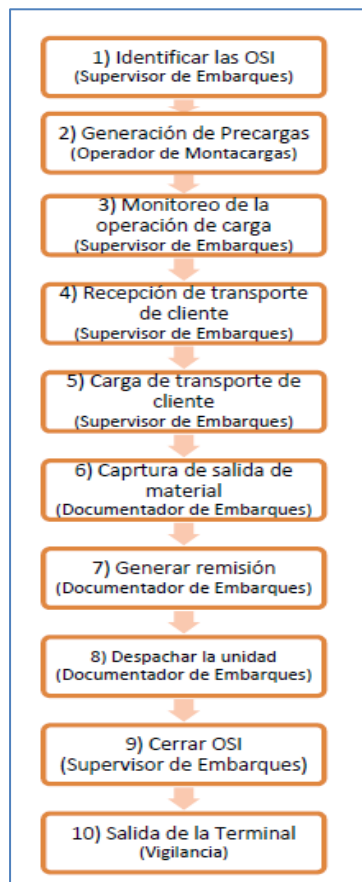 1) Identificar las OSI
(Supervisor de Embarques)
2) Generación de Precargas
(Operador de Montacargas)
3) Monitoreo de la
operación de carga
(Supervisor de Embarques)
4) Recepción de transporte
de cliente
(Supervisor de Embarques)
5) Carga de transporte de
cliente
(Supervisor de Embarques)
6) Caprtura de salida de
material
(Documentador de Embarques)
7) Generar remisión
(Documentador de Embarques)
8) Despachar la unidad
(Documentador de Embarques)
9) Cerrar OSI
(Supervisor de Embarques)
10) Salida de la Terminal
(Vigilancia)